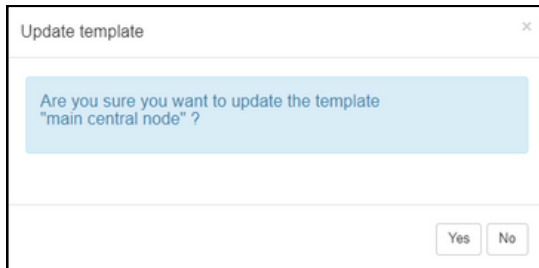 Update template
×
Are you sure you want to update the template
"main central node" ?
Yes No